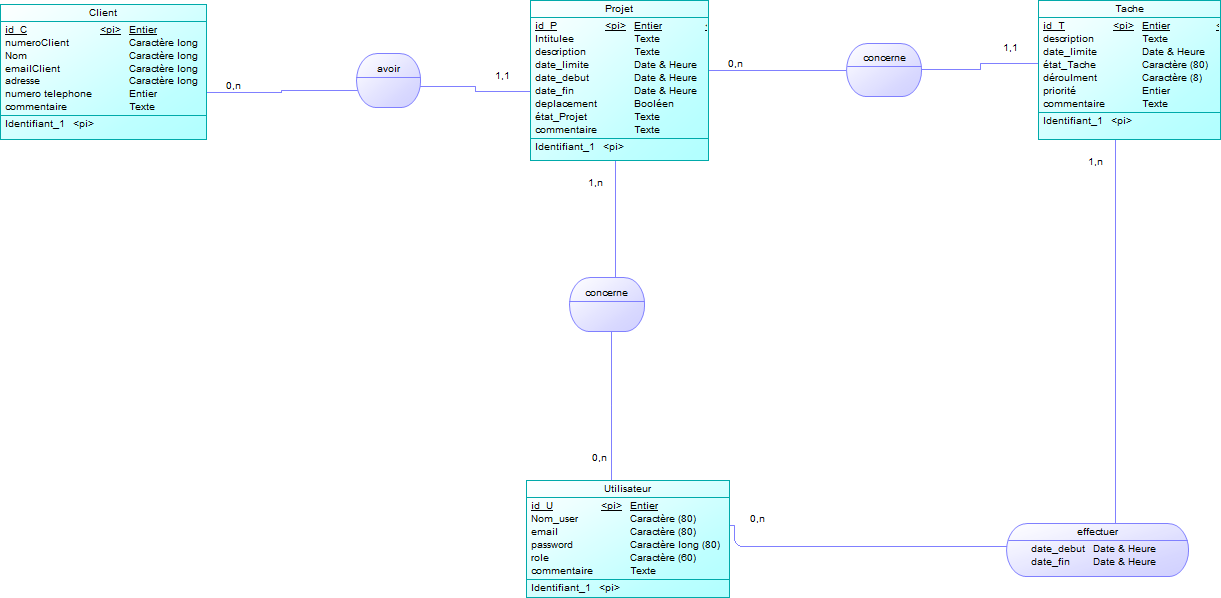 Client
id_C <pi> Entier
numeroClient Caractère long
Nom Caractère long
emailClient Caractère long
adresse Caractère long
numero telephone Entier
commentaire Texte
Identifiant_1 <pi>
0,n
avoir
1,1
Projet
id_P <pi> Entier
Intitulee Texte
description Texte
date_limite Date & Heure
date_debut Date & Heure
date_fin Date & Heure
deplacement Booléen
état_Projet Texte
commentaire Texte
Identifiant_1 <pi>
0,n
concerne
1,1
Tache
id_T <pi> Entier
description Texte
date_limite Date & Heure
état_Tache Caractère (80)
déroulment Caractère (8)
priorité Entier
commentaire Texte
Identifiant_1 <pi>
1,n
1,n
concerne
0,n
Utilisateur
id_U <pi> Entier
Nom_user Caractère (80)
email Caractère (80)
password Caractère long (80)
role Caractère (60)
commentaire Texte
Identifiant_1 <pi>
0,n
effectuer
date_debut Date & Heure
date_fin Date & Heure